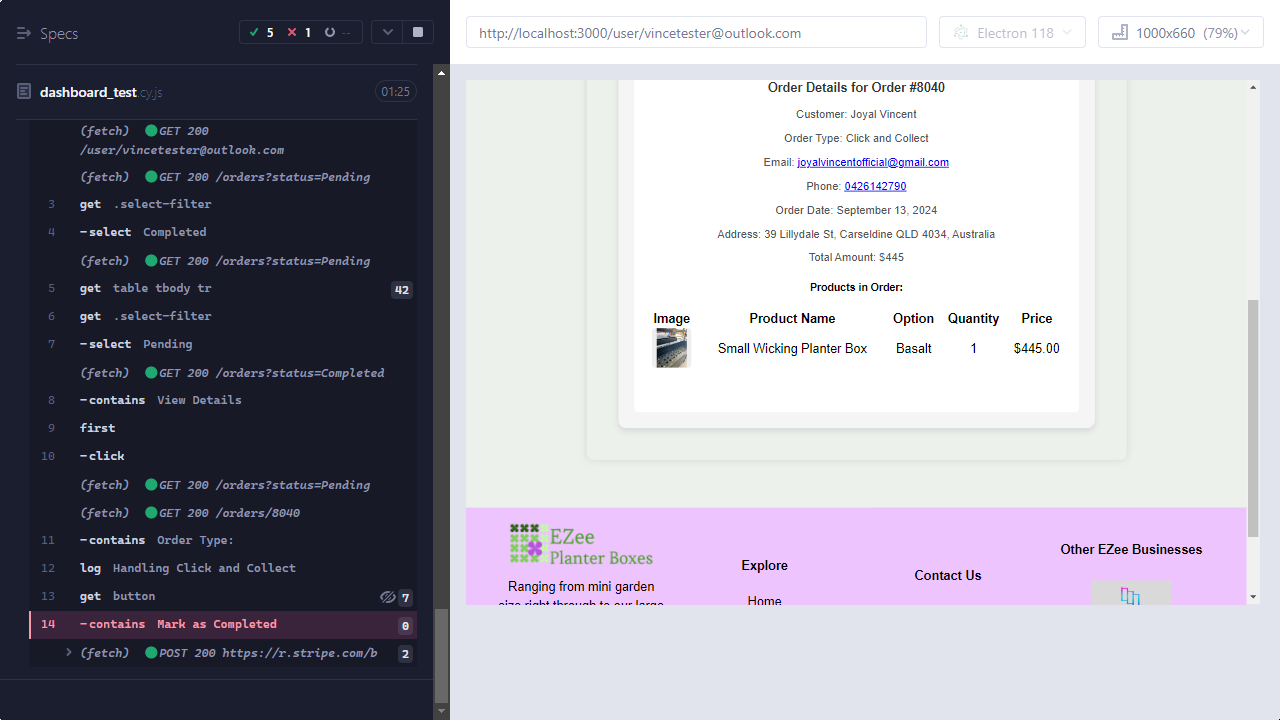 Specs
5
1
--
dashboard_test.cy.js
01:25
(fetch) GET 200
/user/vincetester@outlook.com
(fetch) GET 200 /orders?status=Pending
3 get .select-filter
4 -select Completed
(fetch) GET 200 /orders?status=Pending
5 get table tbody tr 42
6 get .select-filter
7 -select Pending
(fetch) GET 200 /orders?status=Completed
8 -contains View Details
9 first
10 -click
(fetch) GET 200 /orders?status=Pending
(fetch) GET 200 /orders/8040
11 -contains Order Type:
12 log Handling Click and Collect
13 get button 7
14 -contains Mark as Completed 0
(fetch) POST 200 https://r.stripe.com/b 2
http://localhost:3000/user/vincetester@outlook.com
Electron 118
1000x660 (79%)
Order Details for Order #8040
Customer: Joyal Vincent
Order Type: Click and Collect
Email: joyalvincentofficial@gmail.com
Phone: 0426142790
Order Date: September 13, 2024
Address: 39 Lillydale St, Carseldine QLD 4034, Australia
Total Amount: $445
Products in Order:
Image Product Name Option Quantity Price
Small Wicking Planter Box Basalt 1 $445.00
EZee
Planter Boxes
Ranging from mini garden
size right through to our large
Explore
Home
Contact Us
Other EZee Businesses